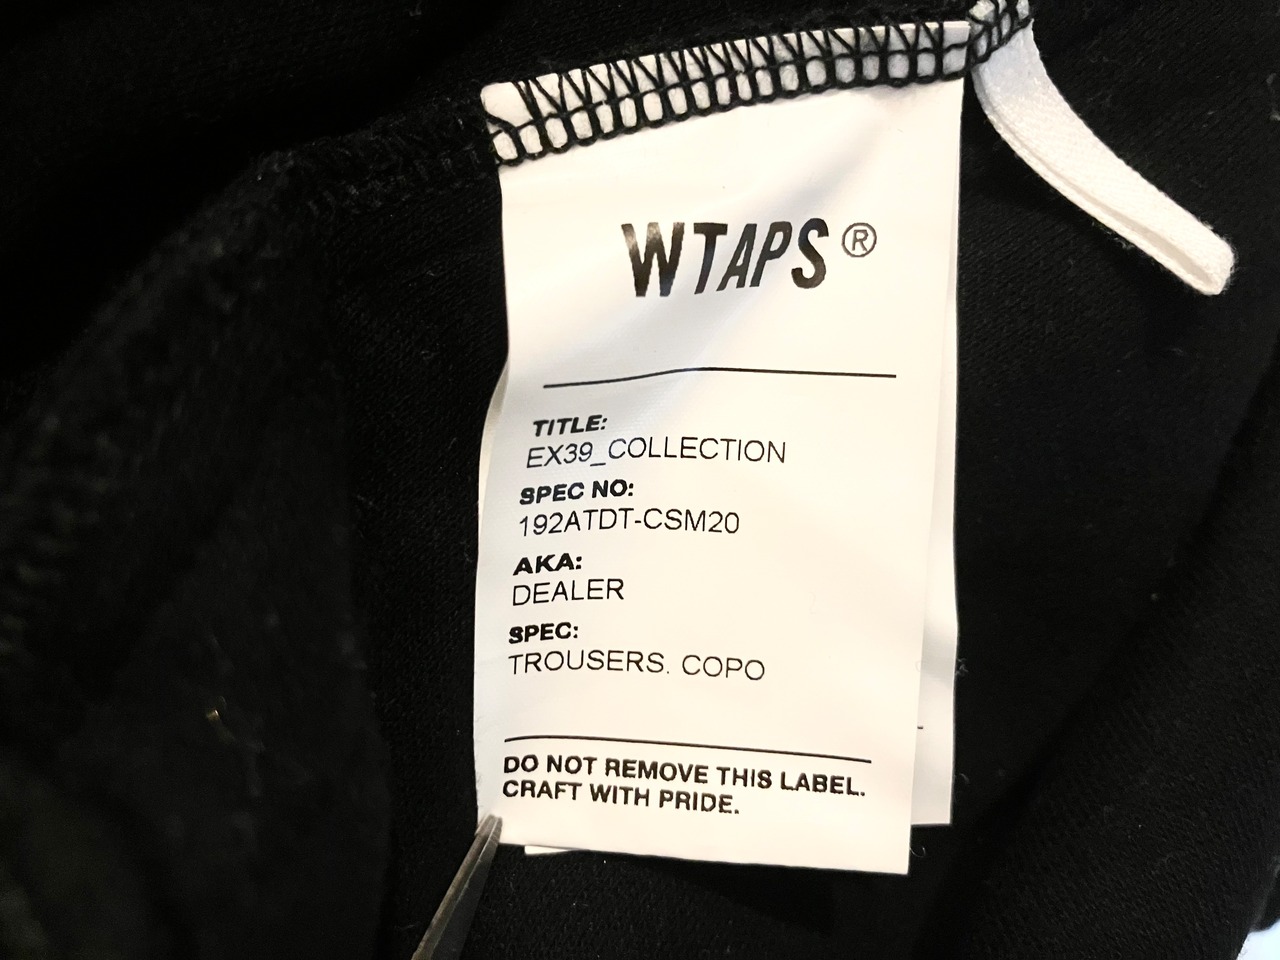 WTAPS®
TITLE:
EX39_COLLECTION
SPEC NO:
192ATDT-CSM20
AKA:
DEALER
SPEC:
TROUSERS. COPO
DO NOT REMOVE THIS LABEL.
CRAFT WITH PRIDE.